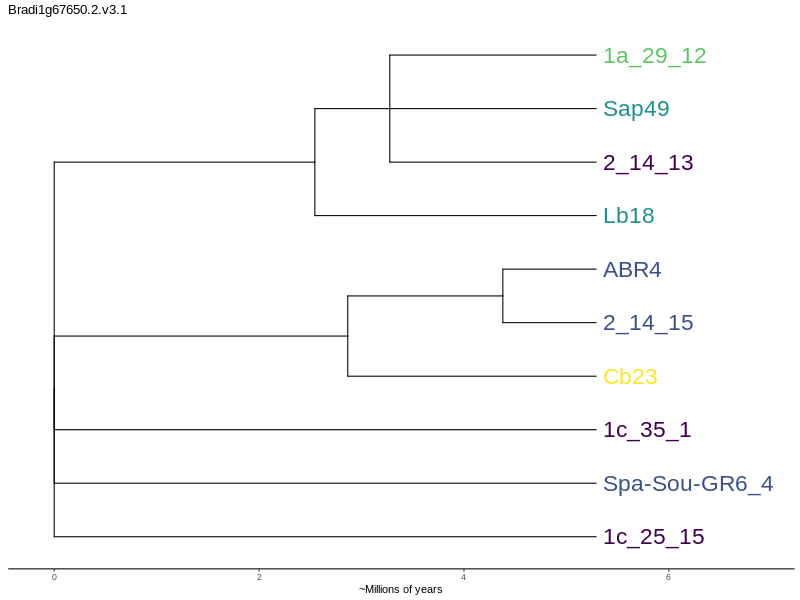 Bradi1g67650.2.v3.1
1a_29_12
Sap49
2_14_13
Lb18
ABR4
2_14_15
Cb23
1c_35_1
Spa-Sou-GR6_4
1c_25_15
0 2 4 6
~Millions of years